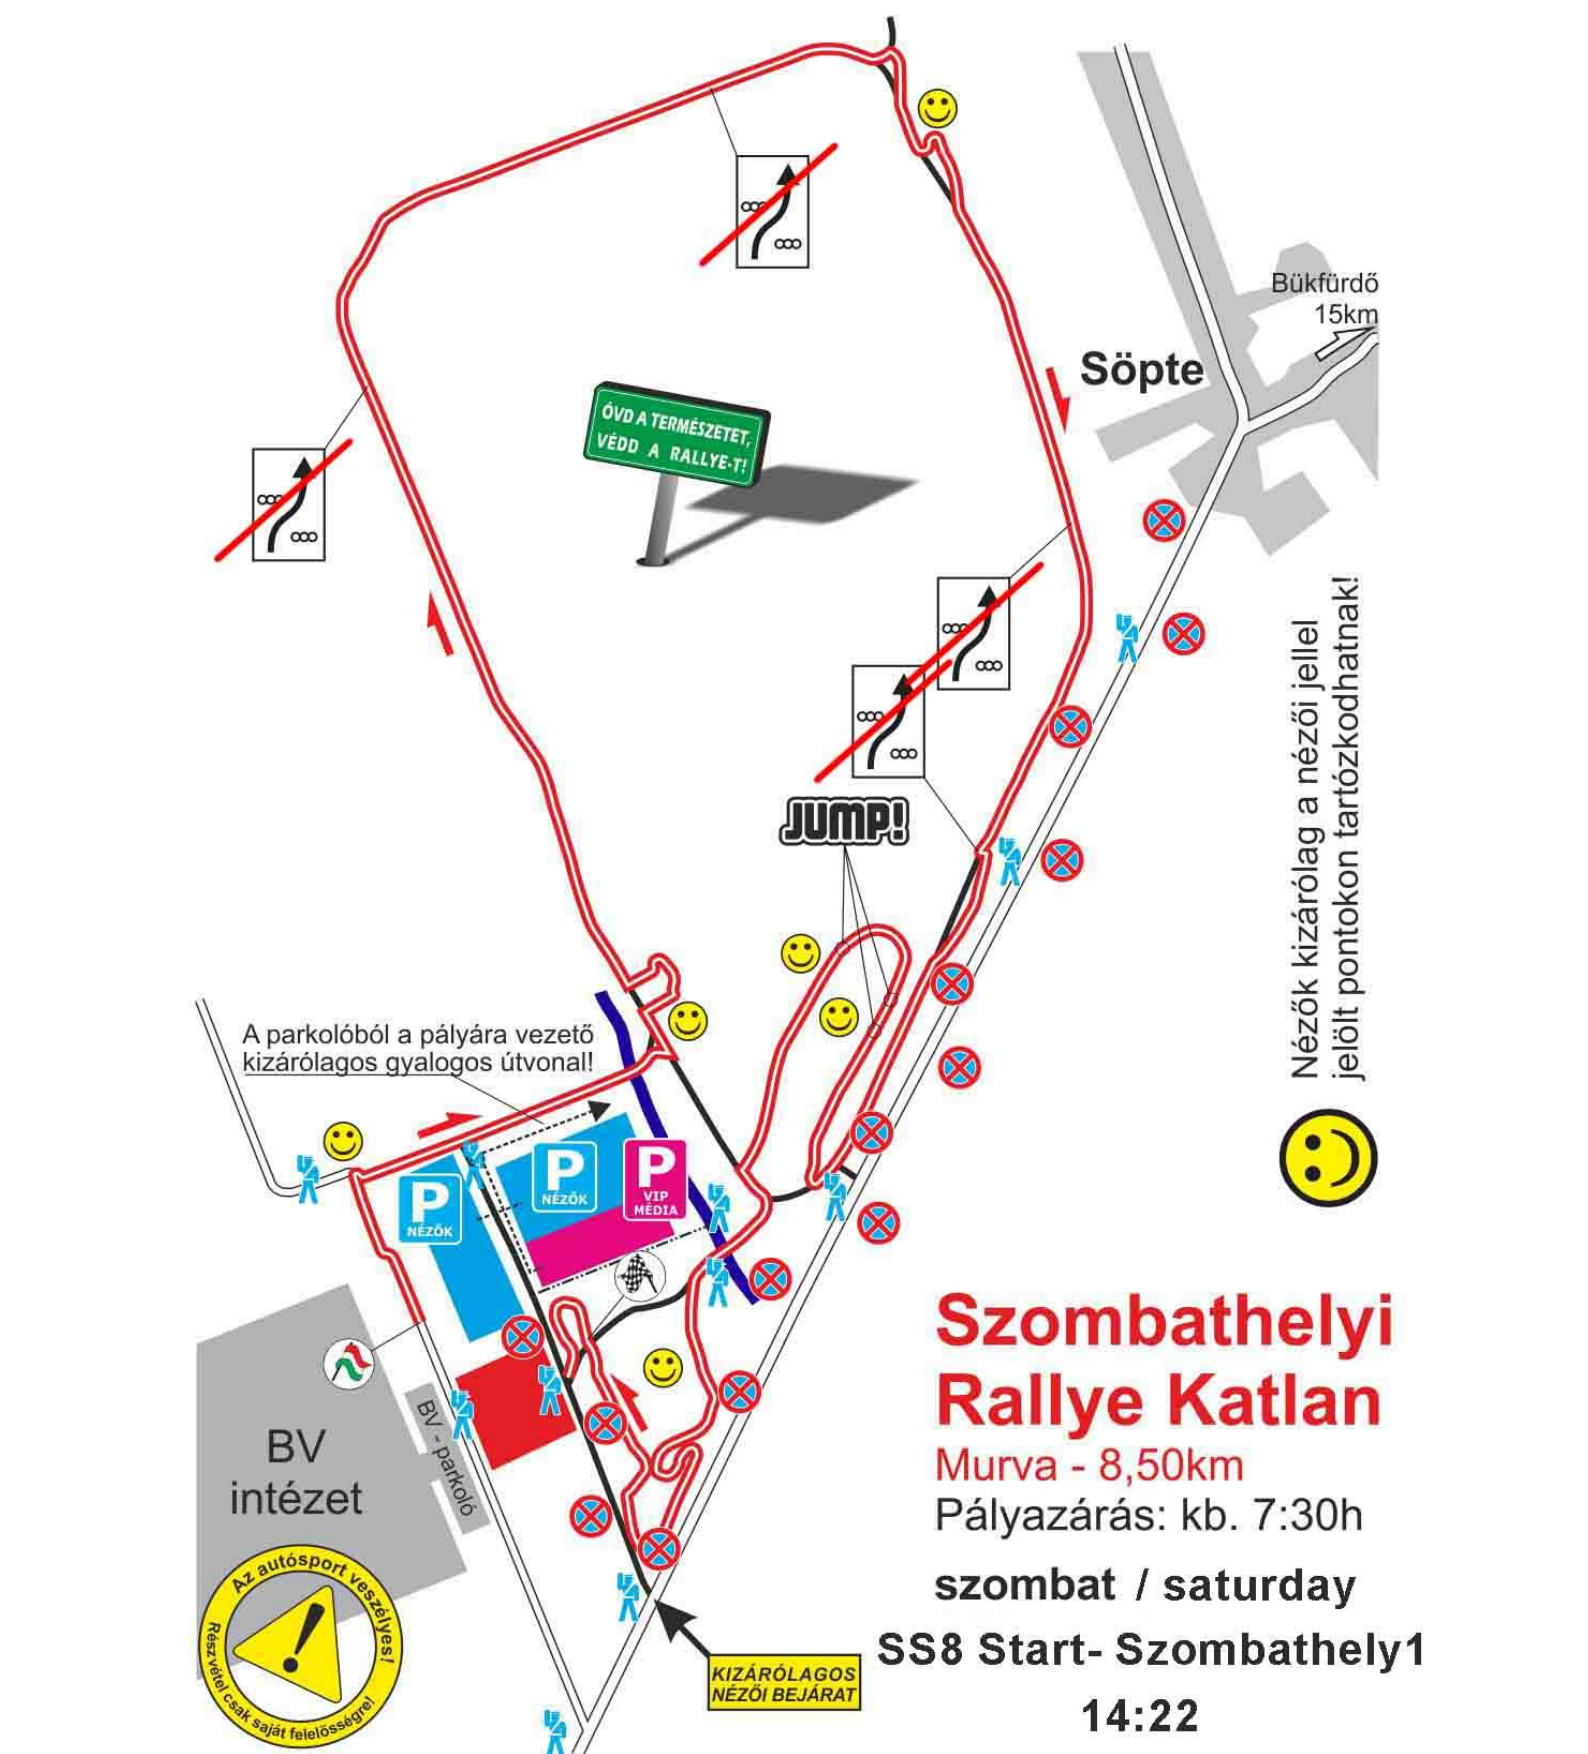 Bükfürdő
15km
Söpte
ÓVD A TERMÉSZETET,
VÉDD A RALLYE-T!
JUMP!
Nézők kizárólag a nézői jellel
jelölt pontokon tartózkodhatnak!
A parkolóból a pályára vezető
kizárólagos gyalogos útvonal!
P
NÉZŐK
P
NÉZŐK
P
VIP
MÉDIA
BV
intézet
BV - parkoló
Az autósport veszélyes!
Részvétel csak saját felelősségre!
KIZÁRÓLAGOS
NÉZŐI BEJÁRAT
Szombathelyi
Rallye Katlan
Murva - 8,50km
Pályazárás: kb. 7:30h
szombat / saturday
SS8 Start- Szombathely1
14:22